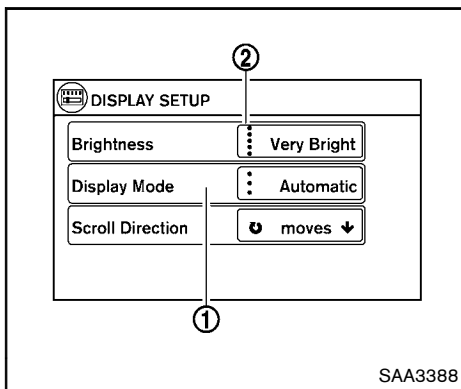 ②
DISPLAY SETUP
Brightness Very Bright
Display Mode Automatic
Scroll Direction ↻ moves ↓
①
SAA3388